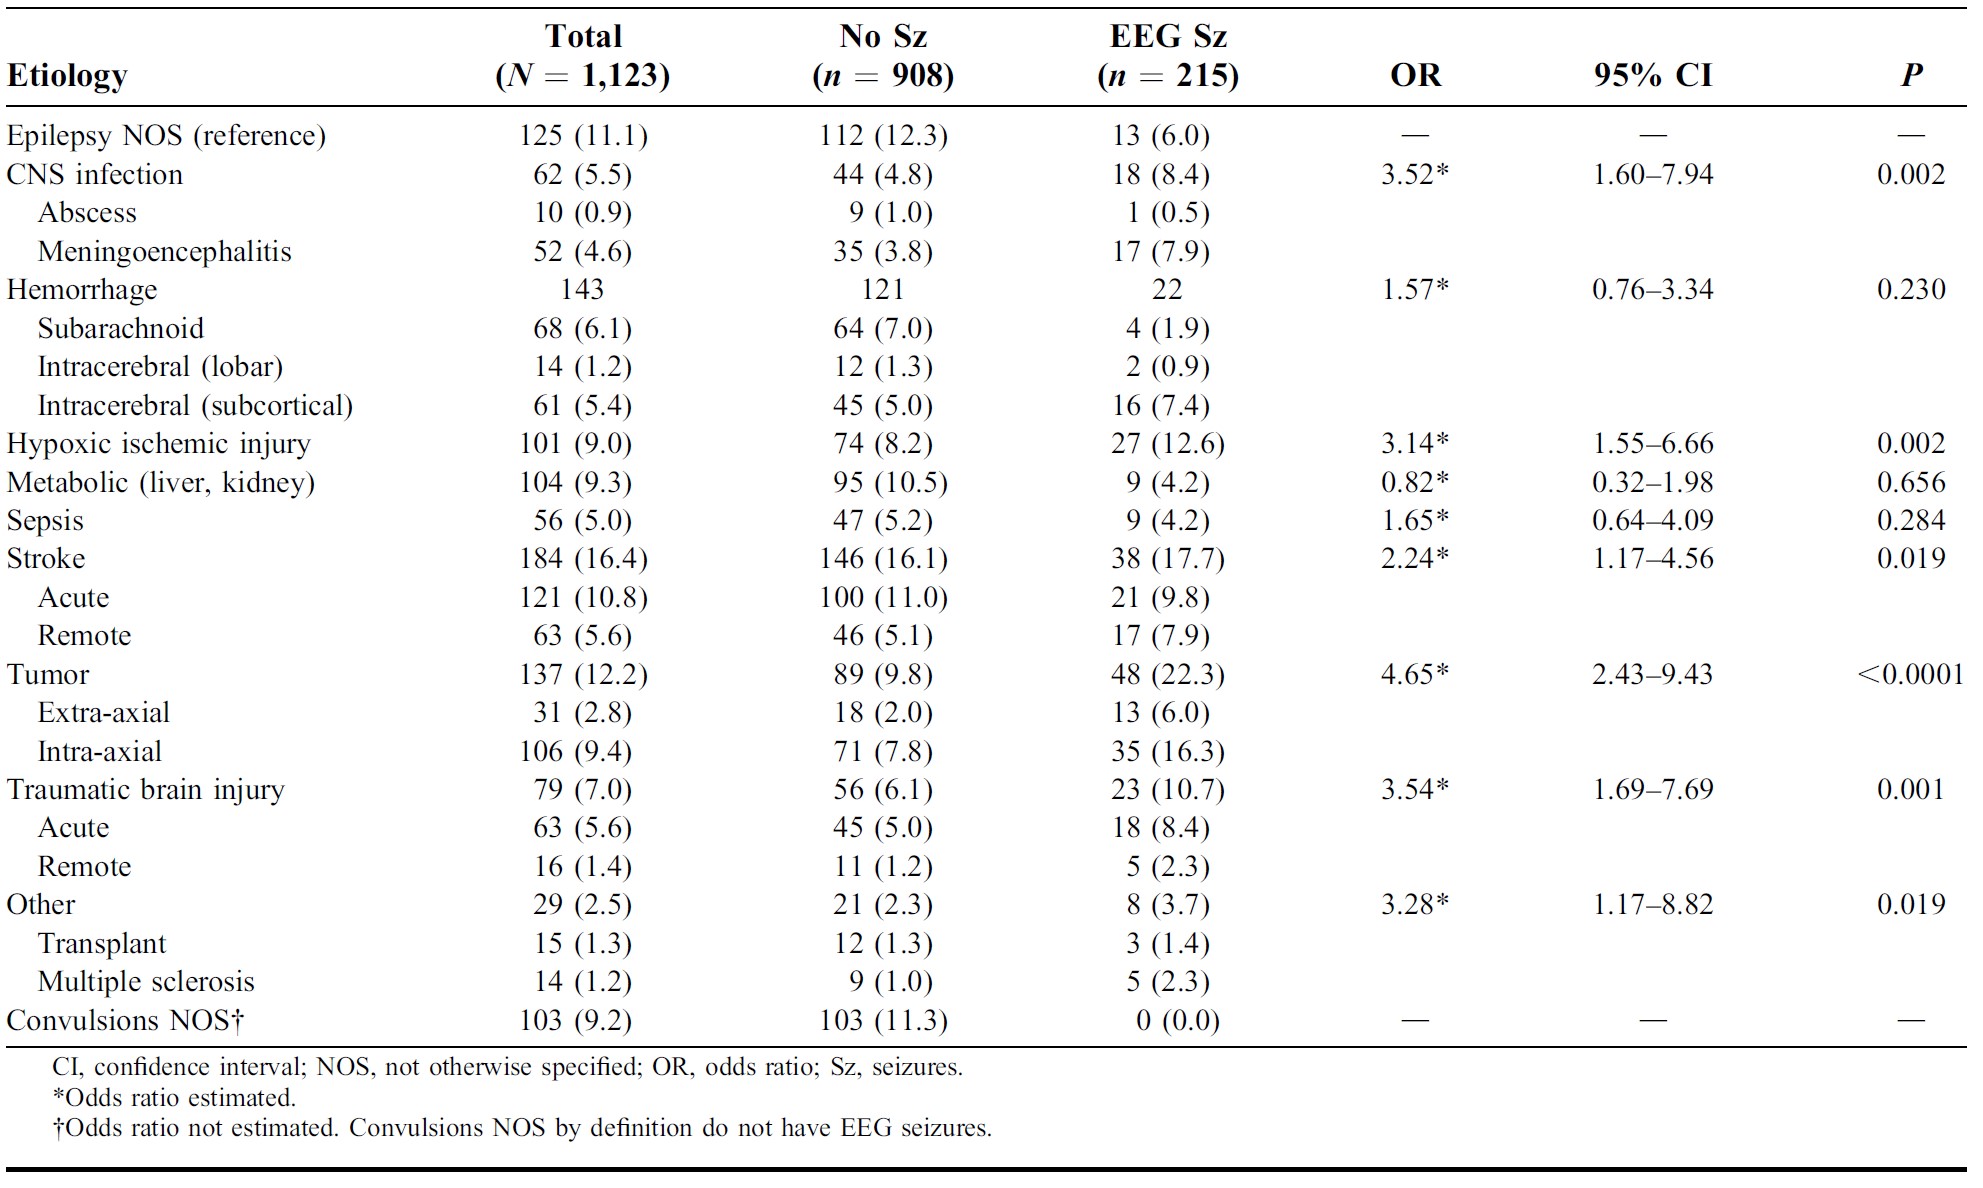 Total No Sz EEG Sz
Etiology (N = 1,123) (n = 908) (n = 215) OR 95% CI P
Epilepsy NOS (reference) 125 (11.1) 112 (12.3) 13 (6.0) — — —
CNS infection 62 (5.5) 44 (4.8) 18 (8.4) 3.52* 1.60–7.94 0.002
Abscess 10 (0.9) 9 (1.0) 1 (0.5)
Meningoencephalitis 52 (4.6) 35 (3.8) 17 (7.9)
Hemorrhage 143 121 22 1.57* 0.76–3.34 0.230
Subarachnoid 68 (6.1) 64 (7.0) 4 (1.9)
Intracerebral (lobar) 14 (1.2) 12 (1.3) 2 (0.9)
Intracerebral (subcortical) 61 (5.4) 45 (5.0) 16 (7.4)
Hypoxic ischemic injury 101 (9.0) 74 (8.2) 27 (12.6) 3.14* 1.55–6.66 0.002
Metabolic (liver, kidney) 104 (9.3) 95 (10.5) 9 (4.2) 0.82* 0.32–1.98 0.656
Sepsis 56 (5.0) 47 (5.2) 9 (4.2) 1.65* 0.64–4.09 0.284
Stroke 184 (16.4) 146 (16.1) 38 (17.7) 2.24* 1.17–4.56 0.019
Acute 121 (10.8) 100 (11.0) 21 (9.8)
Remote 63 (5.6) 46 (5.1) 17 (7.9)
Tumor 137 (12.2) 89 (9.8) 48 (22.3) 4.65* 2.43–9.43 <0.0001
Extra-axial 31 (2.8) 18 (2.0) 13 (6.0)
Intra-axial 106 (9.4) 71 (7.8) 35 (16.3)
Traumatic brain injury 79 (7.0) 56 (6.1) 23 (10.7) 3.54* 1.69–7.69 0.001
Acute 63 (5.6) 45 (5.0) 18 (8.4)
Remote 16 (1.4) 11 (1.2) 5 (2.3)
Other 29 (2.5) 21 (2.3) 8 (3.7) 3.28* 1.17–8.82 0.019
Transplant 15 (1.3) 12 (1.3) 3 (1.4)
Multiple sclerosis 14 (1.2) 9 (1.0) 5 (2.3)
Convulsions NOS† 103 (9.2) 103 (11.3) 0 (0.0) — — —
CI, confidence interval; NOS, not otherwise specified; OR, odds ratio; Sz, seizures.
*Odds ratio estimated.
†Odds ratio not estimated. Convulsions NOS by definition do not have EEG seizures.